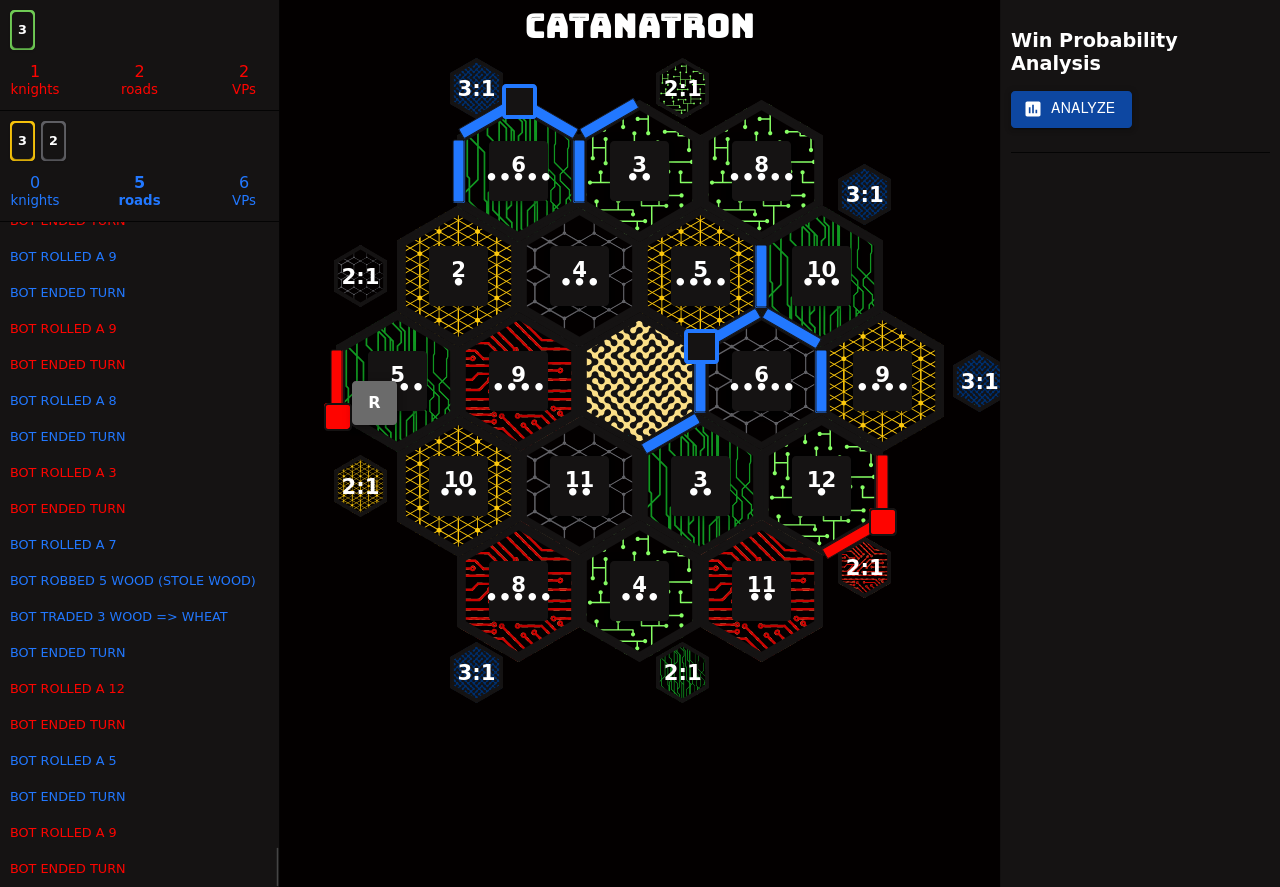 CATANATRON
3
1 2 2
knights roads VPs
3 2
0 5 6
knights roads VPs
BOT ENDED TURN
BOT ROLLED A 9
BOT ENDED TURN
BOT ROLLED A 9
BOT ENDED TURN
BOT ROLLED A 8
BOT ENDED TURN
BOT ROLLED A 3
BOT ENDED TURN
BOT ROLLED A 7
BOT ROBBED 5 WOOD (STOLE WOOD)
BOT TRADED 3 WOOD => WHEAT
BOT ENDED TURN
BOT ROLLED A 12
BOT ENDED TURN
BOT ROLLED A 5
BOT ENDED TURN
BOT ROLLED A 9
BOT ENDED TURN
3:1 2:1
6 3 8
3:1
2:1 2 4 5 10
5 9 6 9 3:1
R
2:1 10 11 3 12
2:1
8 4 11
3:1 2:1
Win Probability
Analysis
ANALYZE